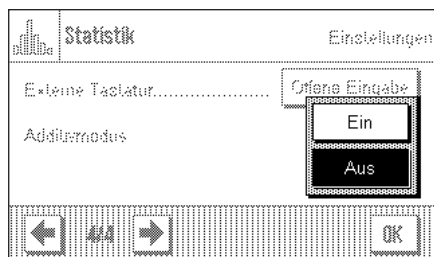 Statistik
Einstellungen
Externe Tastatur.................... Offene Eingabe
Additivmodus
Ein
Aus
4/4
OK